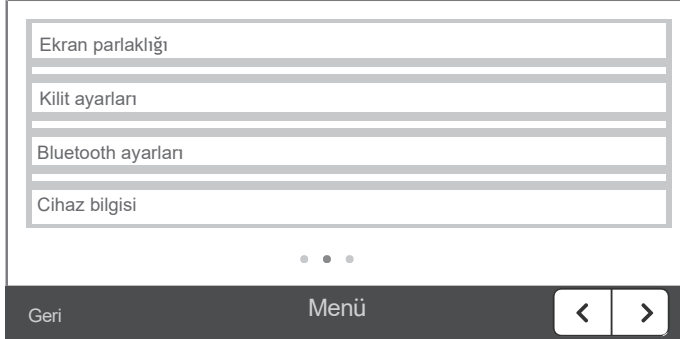 Ekran parlaklığı
Kilit ayarları
Bluetooth ayarları
Cihaz bilgisi
Geri
Menü